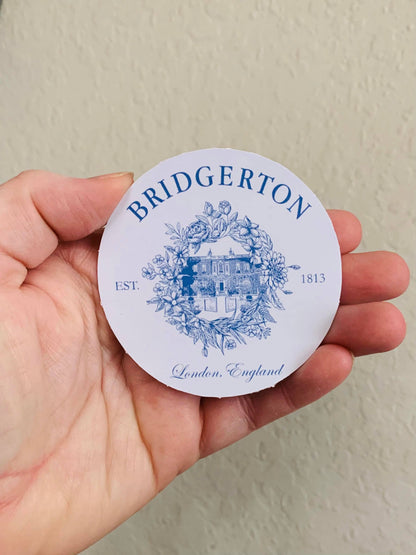 BRIDGERTON
EST. 1813
London, England